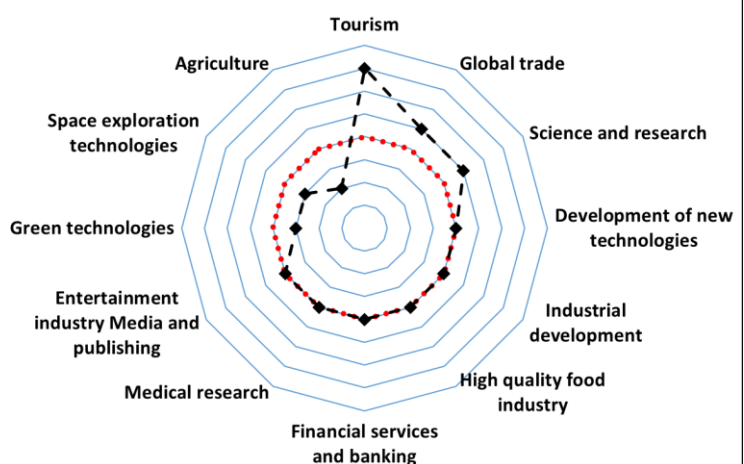 Tourism
Global trade
Science and research
Development of new
technologies
Industrial
development
High quality food
industry
Financial services
and banking
Medical research
Entertainment
industry Media and
publishing
Green technologies
Space exploration
technologies
Agriculture